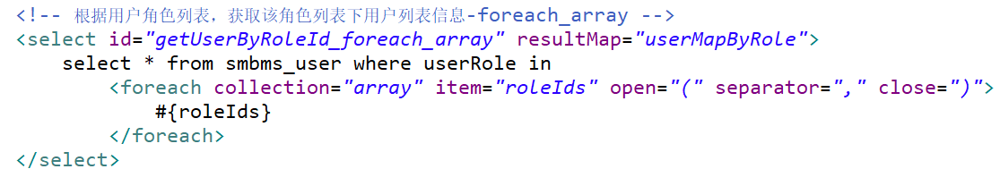 <!-- 根据用户角色列表，获取该角色列表下用户列表信息-foreach_array -->
<select id="getUserByRoleId_foreach_array" resultMap="userMapByRole">
    select * from smbms_user where userRole in
        <foreach collection="array" item="roleIds" open="(" separator="," close=")">
            #{roleIds}
        </foreach>
</select>